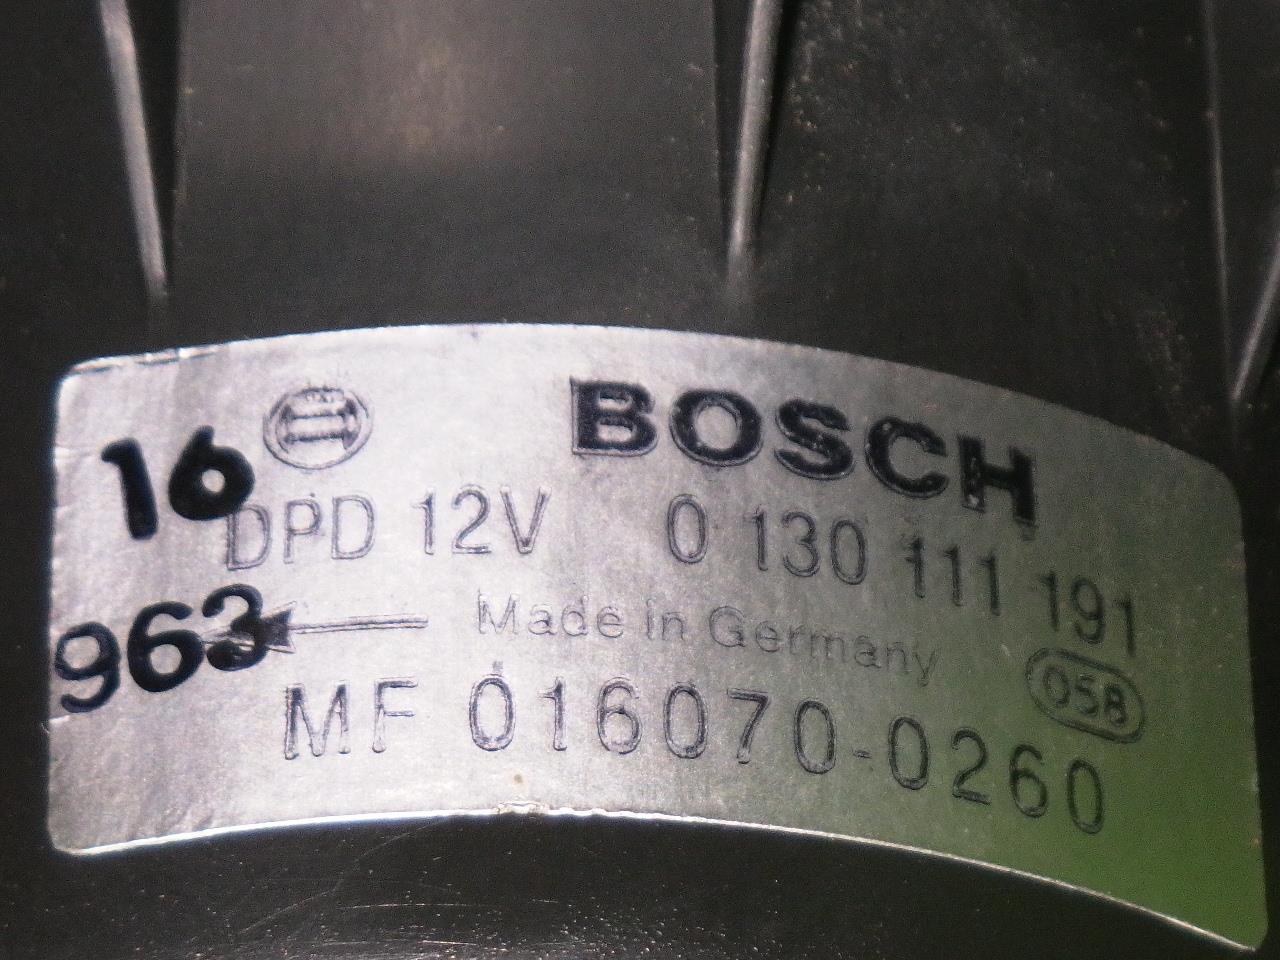 BOSCH
16
DPD 12V 0 130 111 191
963 Made in Germany
058
MF 016070-0260